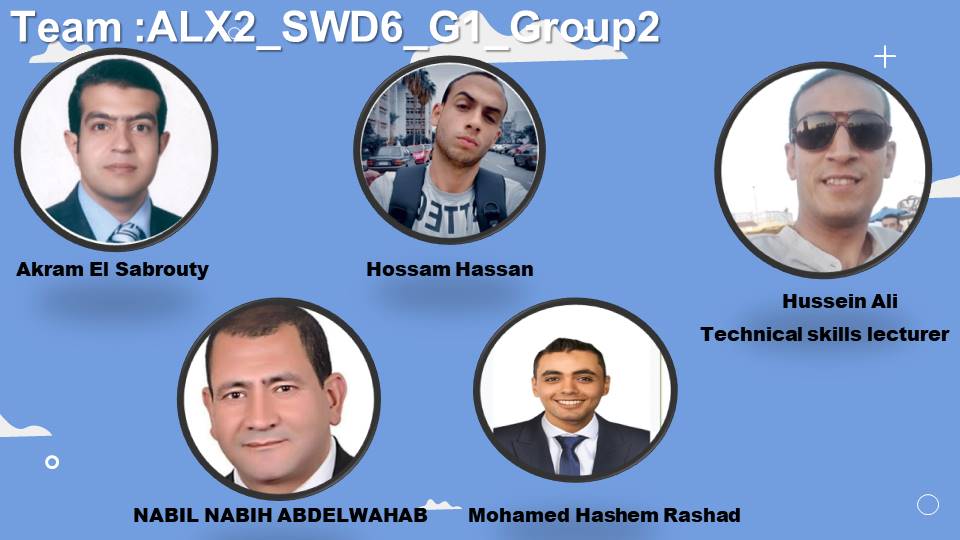 Team :ALX2_SWD6_G1_Group2
Akram El Sabrouty
Hossam Hassan
Hussein Ali
Technical skills lecturer
NABIL NABIH ABDELWAHAB
Mohamed Hashem Rashad